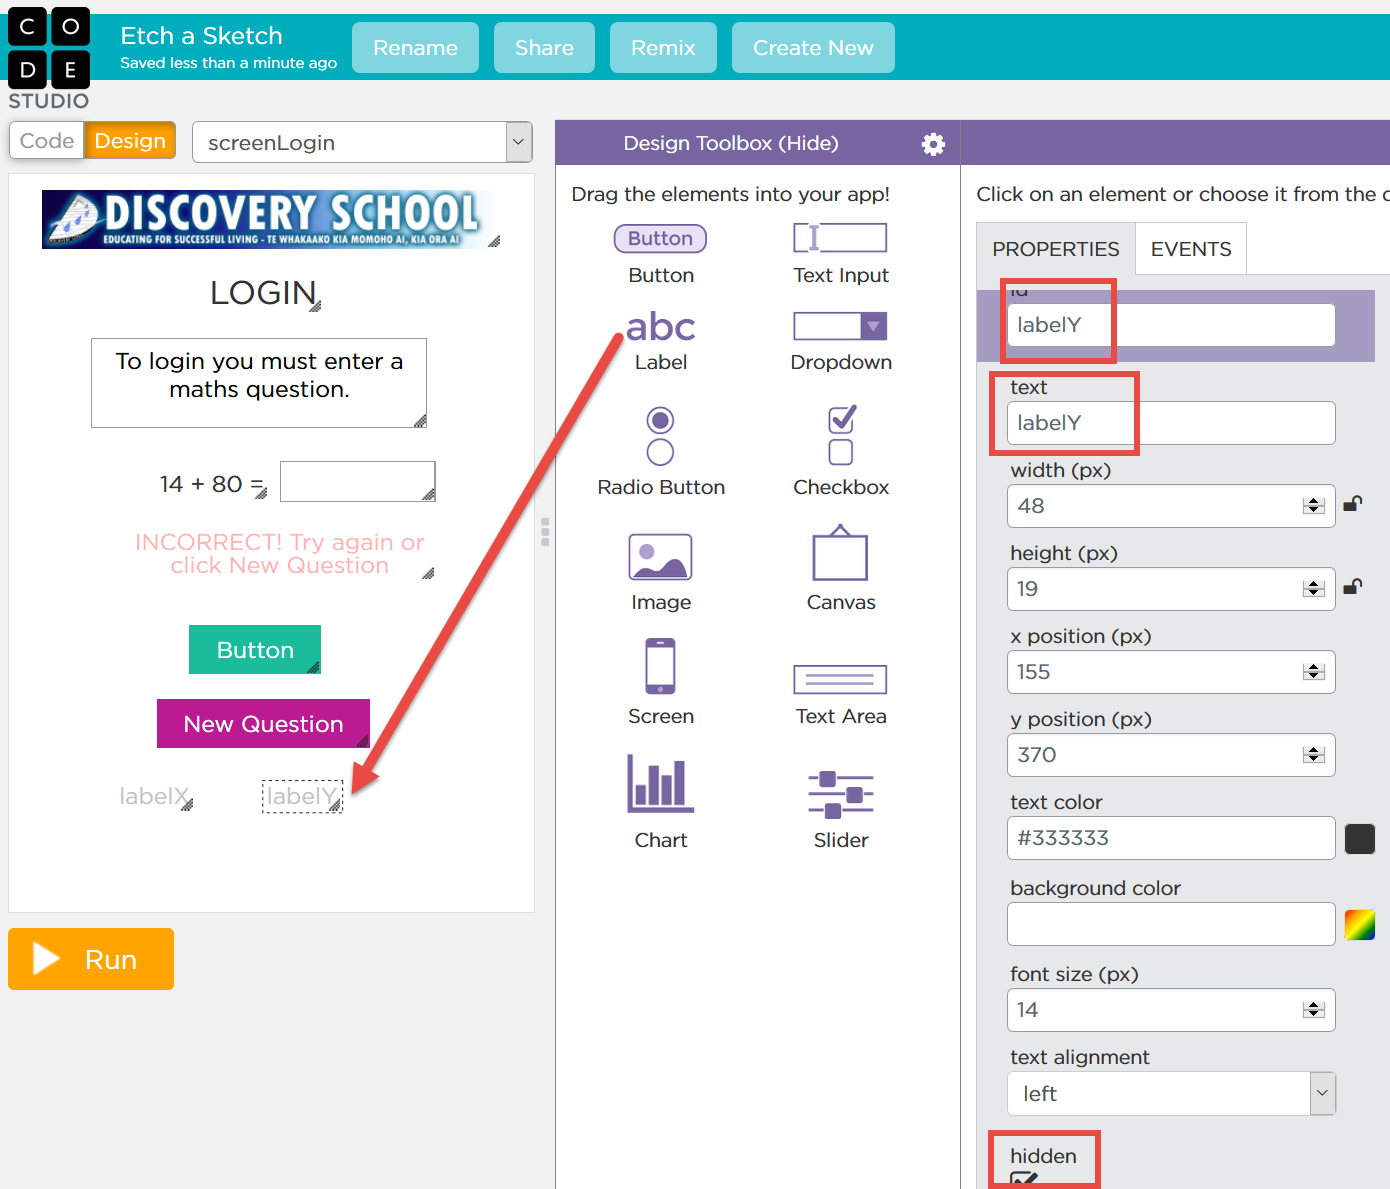 C O
D E
STUDIO
Etch a Sketch
Saved less than a minute ago
Rename
Share
Remix
Create New
Code
Design
screenLogin
DISCOVERY SCHOOL
EDUCATING FOR SUCCESSFUL LIVING - TE WHAKAAKO KIA MOMOHO AI, KIA ORA AI
LOGIN
To login you must enter a
maths question.
14 + 80 =
INCORRECT! Try again or
click New Question
Button
New Question
labelX
labelY
Run
Design Toolbox (Hide)
Drag the elements into your app!
Button
Button
Text Input
abc
Label
Dropdown
Radio Button
Checkbox
Image
Canvas
Screen
Text Area
Chart
Slider
Click on an element or choose it from the
PROPERTIES
EVENTS
id
labelY
text
labelY
width (px)
48
height (px)
19
x position (px)
155
y position (px)
370
text color
#333333
background color
font size (px)
14
text alignment
left
hidden